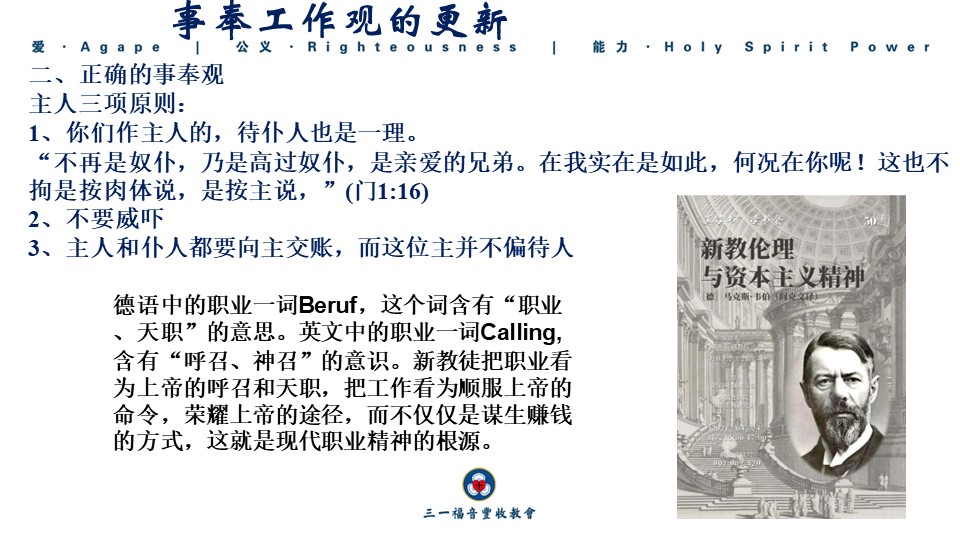 事奉工作观的更新
爱·Agape | 公义·Righteousness | 能力·Holy Spirit Power
二、正确的事奉观
主人三项原则:
1、你们作主人的，待仆人也是一理。
“不再是奴仆，乃是高过奴仆，是亲爱的兄弟。在我实在是如此，何况在你呢！这也不
拘是按肉体说，是按主说，”(门1:16)
2、不要威吓
3、主人和仆人都要向主交账，而这位主并不偏待人
50
新教伦理
与资本主义精神
[德] 马克斯·韦伯（阎克文译）
德语中的职业一词Beruf，这个词含有“职业
、天职”的意思。英文中的职业一词Calling,
含有“呼召、神召”的意识。新教徒把职业看
为上帝的呼召和天职，把工作看为顺服上帝的
命令，荣耀上帝的途径，而不仅仅是谋生赚钱
的方式，这就是现代职业精神的根源。
三一福音豐收教會